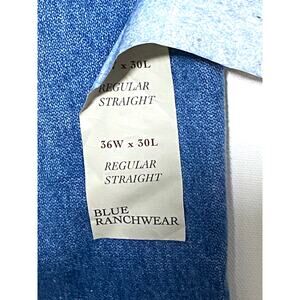 x 30L
REGULAR
STRAIGHT
36W x 30L
REGULAR
STRAIGHT
BLUE
RANCHWEAR